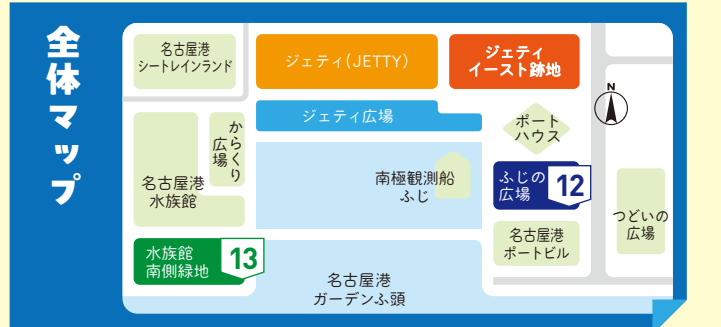 全体マップ
名古屋港
シートレインランド
ジェティ(JETTY)
ジェティ
イースト跡地
N
ジェティ広場
ポート
ハウス
からくり
広場
名古屋港
水族館
南極観測船
ふじ
ふじの
広場
12
つどいの
広場
名古屋港
ポートビル
水族館
南側緑地
13
名古屋港
ガーデンふ頭